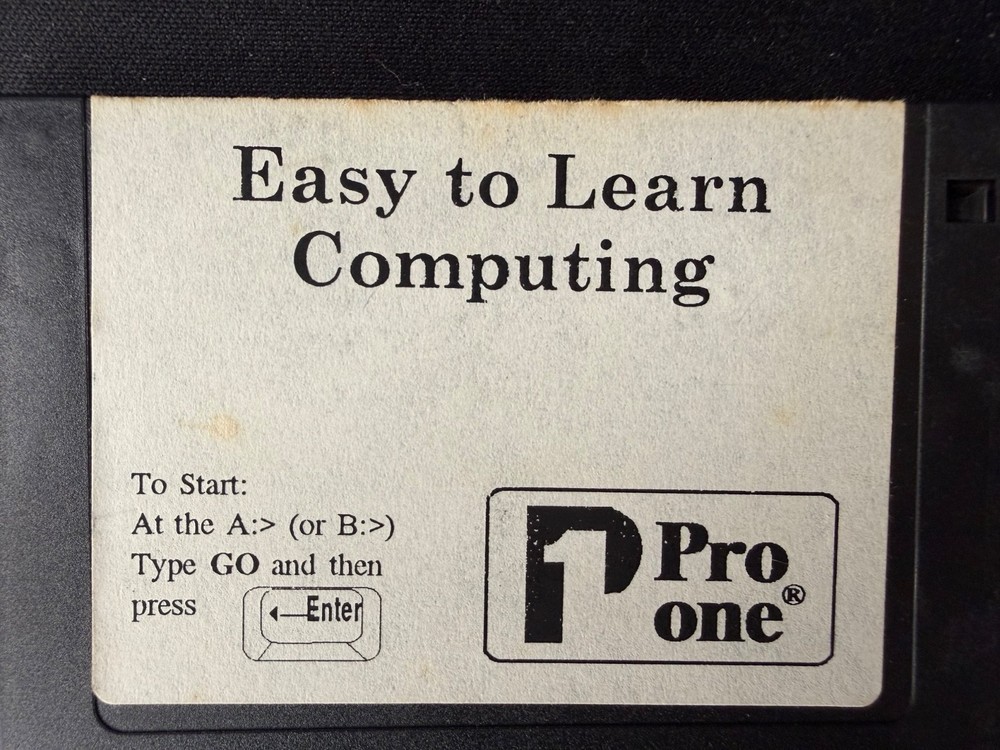 Easy to Learn
Computing
To Start:
At the A:> (or B:>)
Type GO and then
press ←Enter
Pro
one®